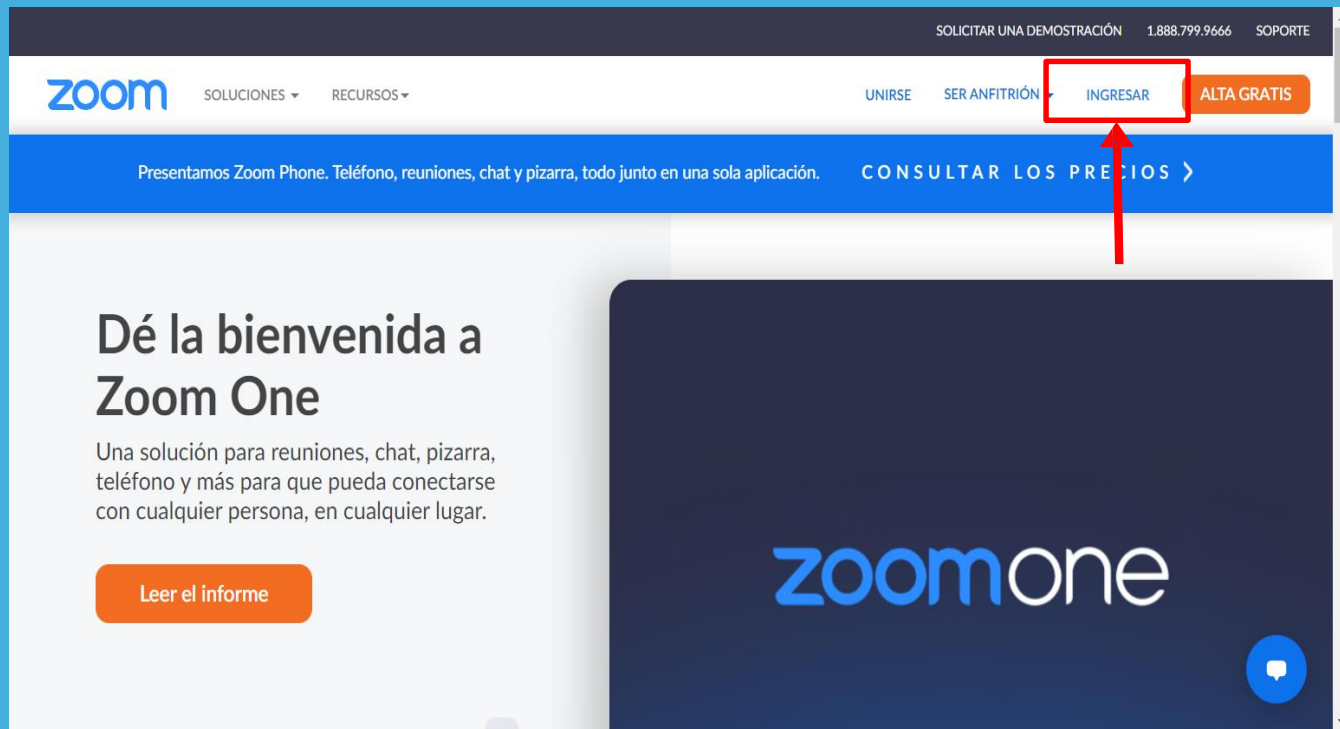 SOLICITAR UNA DEMOSTRACIÓN 1.888.799.9666 SOPORTE
zoom SOLUCIONES RECURSOS UNIRSE SER ANFITRIÓN INGRESAR ALTA GRATIS
Presentamos Zoom Phone. Teléfono, reuniones, chat y pizarra, todo junto en una sola aplicación. CONSULTAR LOS PRECIOS
Dé la bienvenida a
Zoom One
Una solución para reuniones, chat, pizarra,
teléfono y más para que pueda conectarse
con cualquier persona, en cualquier lugar.
Leer el informe
zoomone